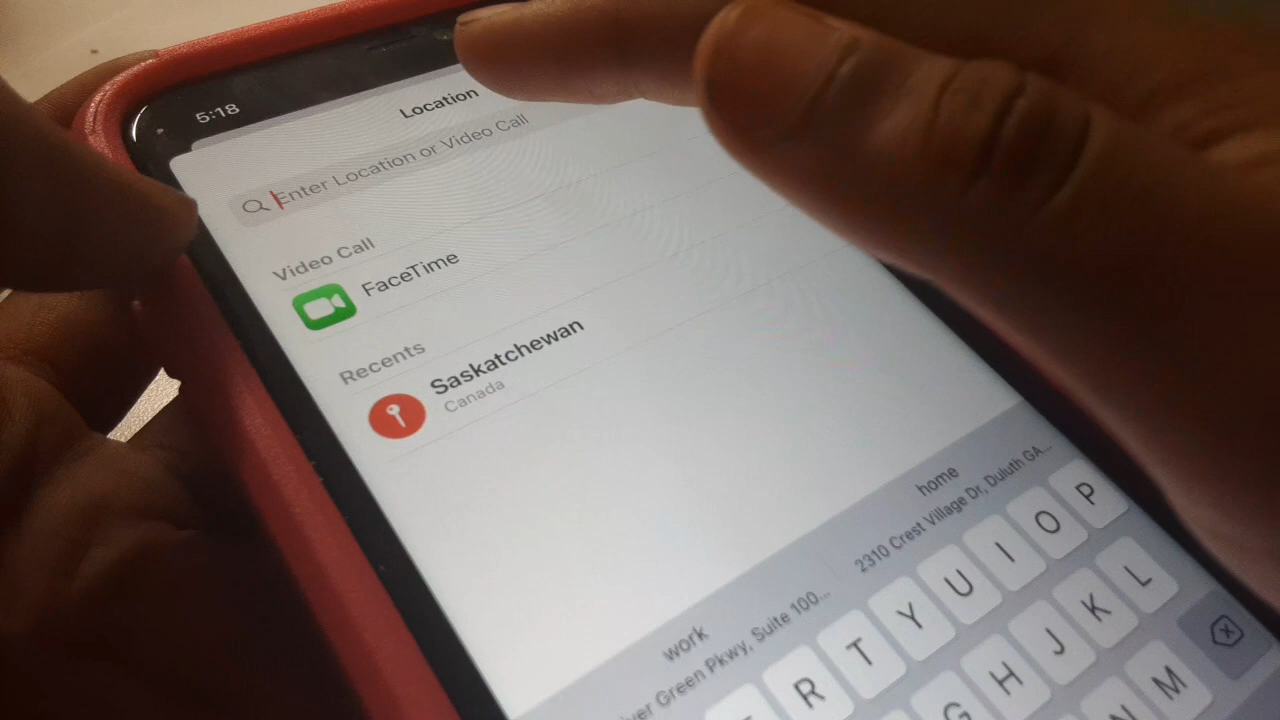 5:18
Location
Enter Location or Video Call
Video Call
FaceTime
Recents
Saskatchewan
Canada
work
Green Pkwy, Suite 100...
home
2310 Crest Village Dr, Duluth GA...
R T Y U I O P
G H J K L
N M